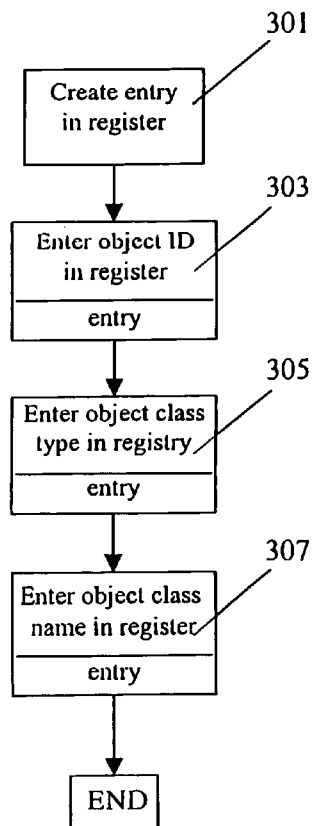 301
Create entry
in register
303
Enter object ID
in register
entry
305
Enter object class
type in registry
entry
307
Enter object class
name in register
entry
END